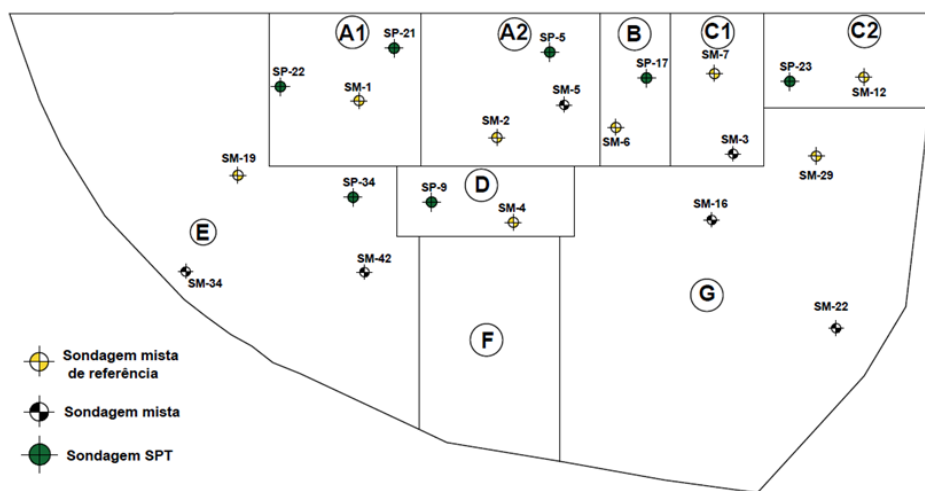 A1
A2
B
C1
C2
SP-21
SP-5
SP-22
SM-1
SM-5
SM-2
SP-17
SM-6
SM-7
SM-3
SP-23
SM-12
SM-19
SP-34
SP-9
D
SM-4
SM-29
SM-16
E
SM-34
SM-42
G
SM-22
F
Sondagem mista
de referência
Sondagem mista
Sondagem SPT